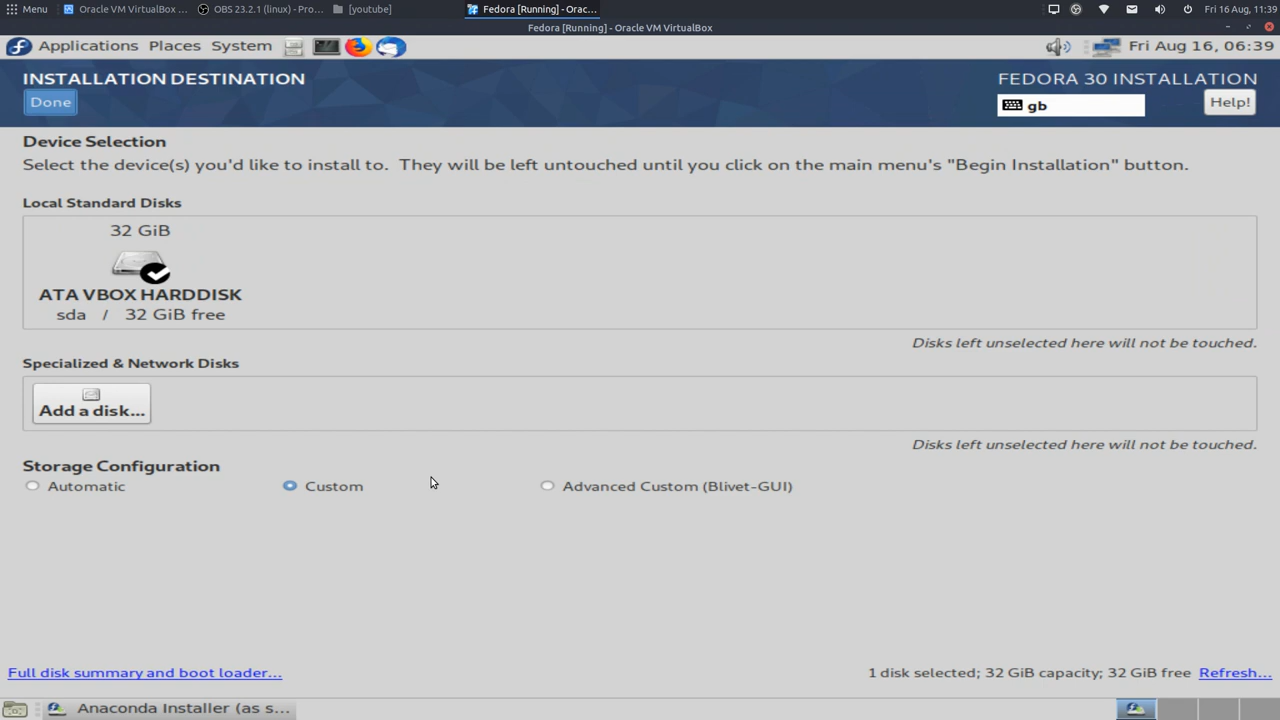 Menu Oracle VM VirtualBox ... OBS 23.2.1 (linux) - Pro... [youtube] Fedora [Running] - Orac... Fri 16 Aug, 11:39
Fedora [Running] - Oracle VM VirtualBox
Applications Places System Fri Aug 16, 06:39
INSTALLATION DESTINATION FEDORA 30 INSTALLATION
Done gb Help!
Device Selection
Select the device(s) you'd like to install to. They will be left untouched until you click on the main menu's "Begin Installation" button.
Local Standard Disks
32 GiB
ATA VBOX HARDDISK
sda / 32 GiB free
Disks left unselected here will not be touched.
Specialized & Network Disks
Add a disk...
Disks left unselected here will not be touched.
Storage Configuration
Automatic Custom Advanced Custom (Blivet-GUI)
Full disk summary and boot loader... 1 disk selected; 32 GiB capacity; 32 GiB free Refresh...
Anaconda Installer (as s...